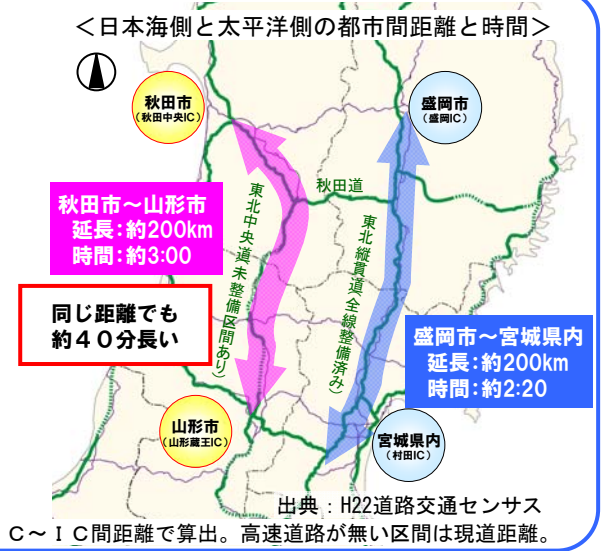 ＜日本海側と太平洋側の都市間距離と時間＞
秋田市
（秋田中央IC）
盛岡市
（盛岡IC）
秋田道
秋田市～山形市
延長：約200km
時間：約3:00
東北中央道（未整備区間あり）
東北縦貫道（全線整備済み）
同じ距離でも
約４０分長い
盛岡市～宮城県内
延長：約200km
時間：約2:20
山形市
（山形蔵王IC）
宮城県内
（村田IC）
出典：H22道路交通センサス
Ｃ～ＩＣ間距離で算出。高速道路が無い区間は現道距離。